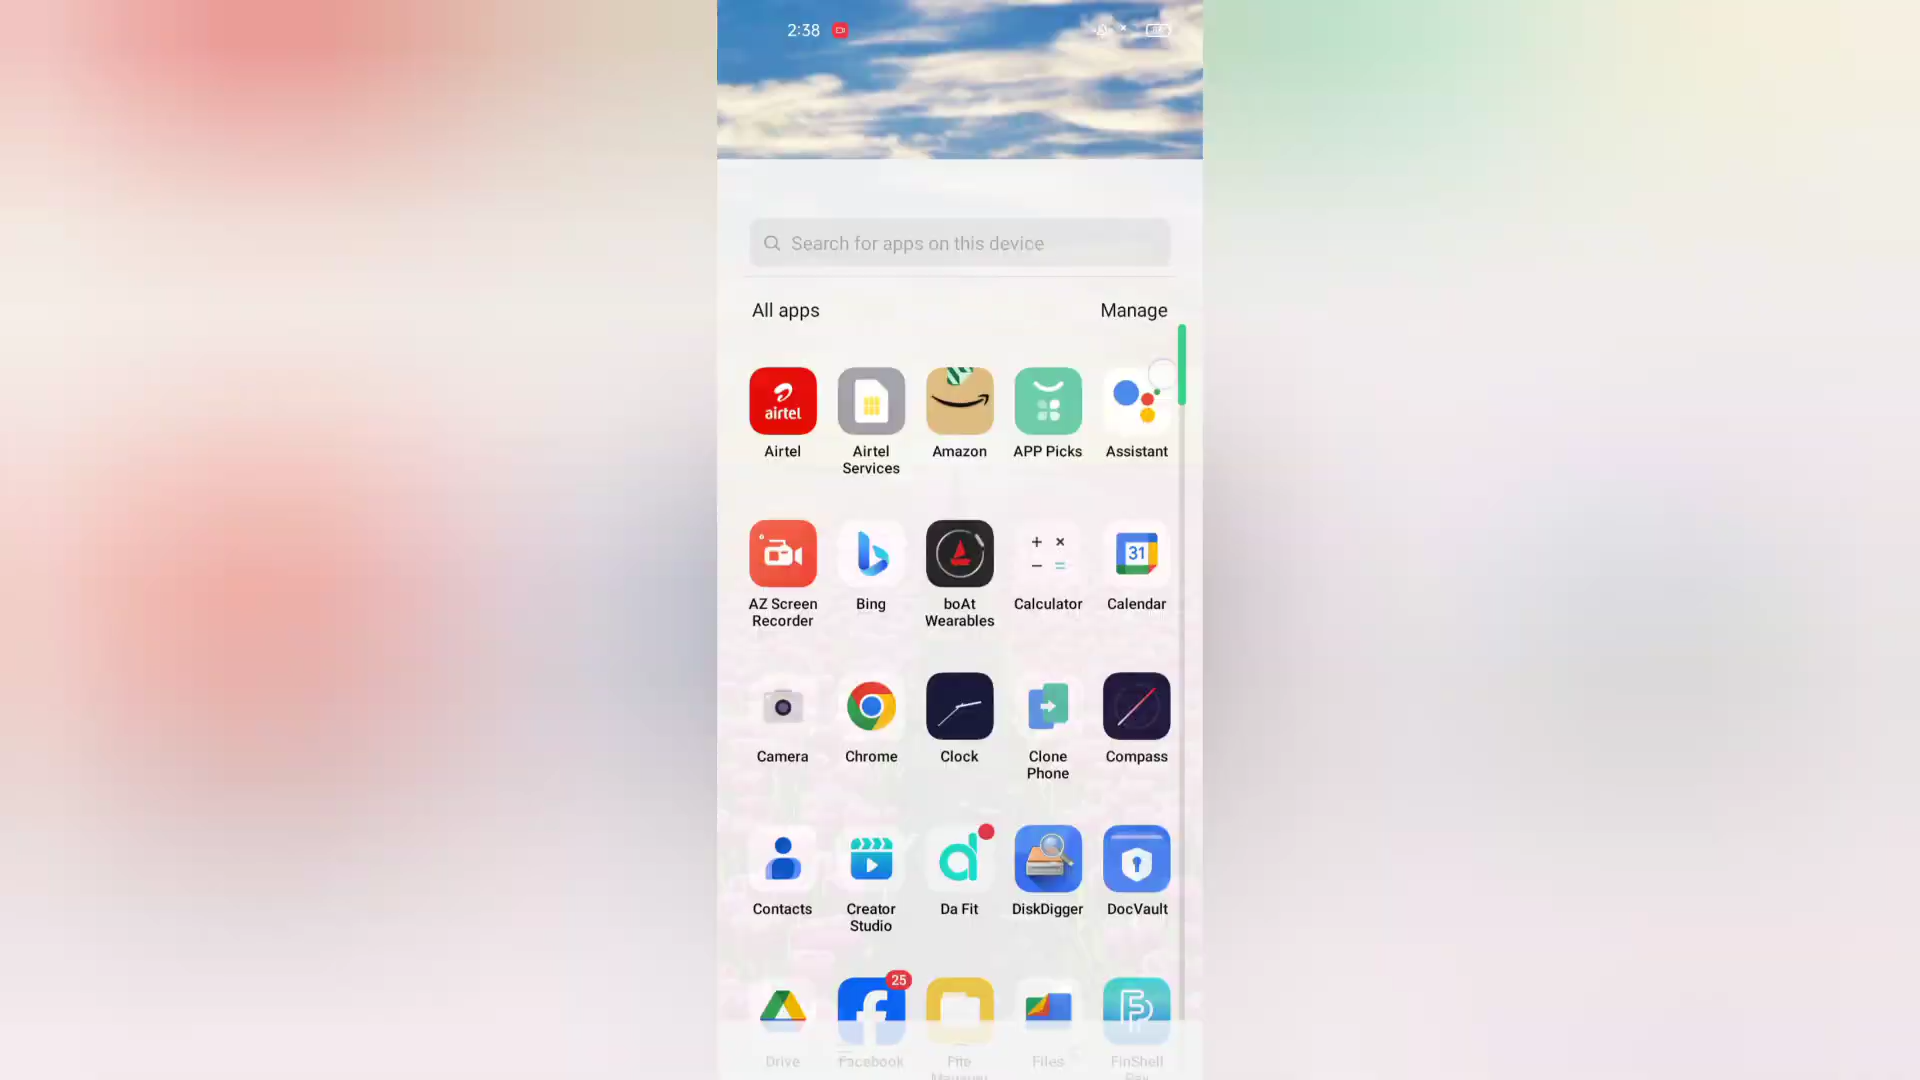 2:38
Search for apps on this device
All apps Manage
airtel
Airtel Airtel Services Amazon APP Picks Assistant
31
AZ Screen Recorder Bing boAt Wearables Calculator Calendar
Camera Chrome Clock Clone Phone Compass
Contacts Creator Studio Da Fit DiskDigger DocVault
25
Drive Facebook File Manager Files FinShell Pay